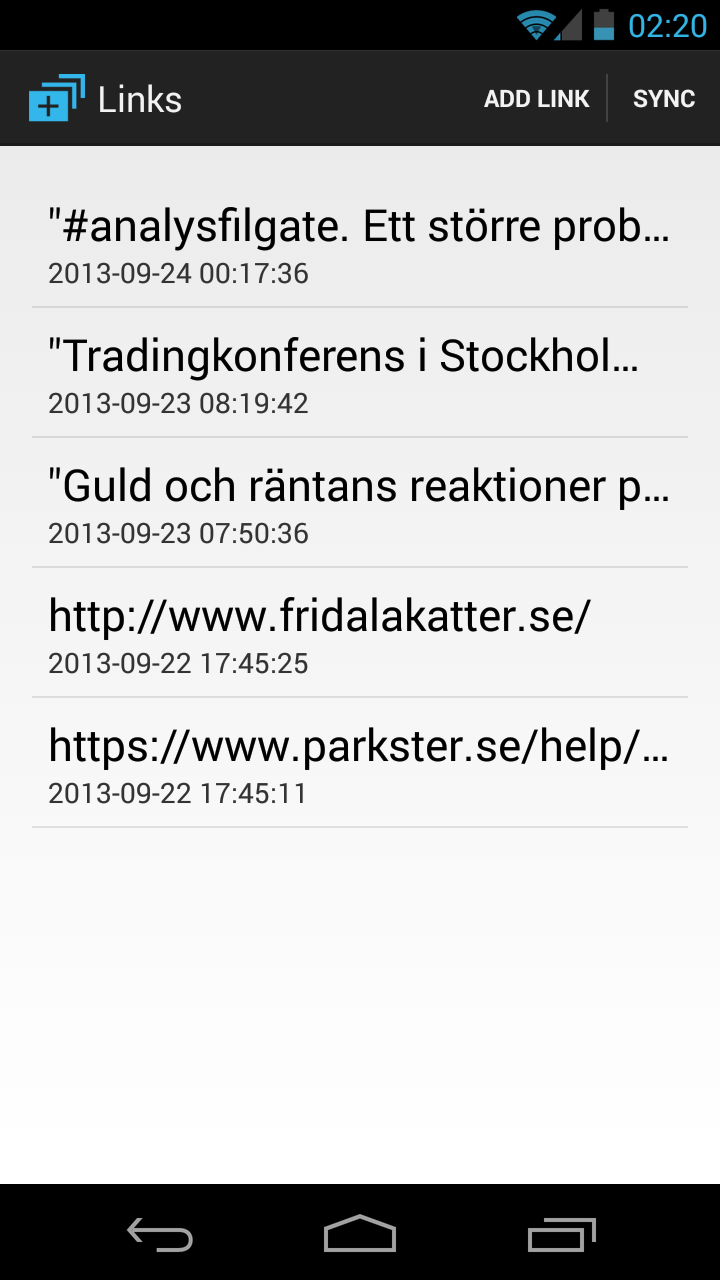 02:20
Links ADD LINK SYNC
"#analysfilgate. Ett större prob...
2013-09-24 00:17:36
"Tradingkonferens i Stockhol...
2013-09-23 08:19:42
"Guld och räntans reaktioner p...
2013-09-23 07:50:36
http://www.fridalakatter.se/
2013-09-22 17:45:25
https://www.parkster.se/help/...
2013-09-22 17:45:11